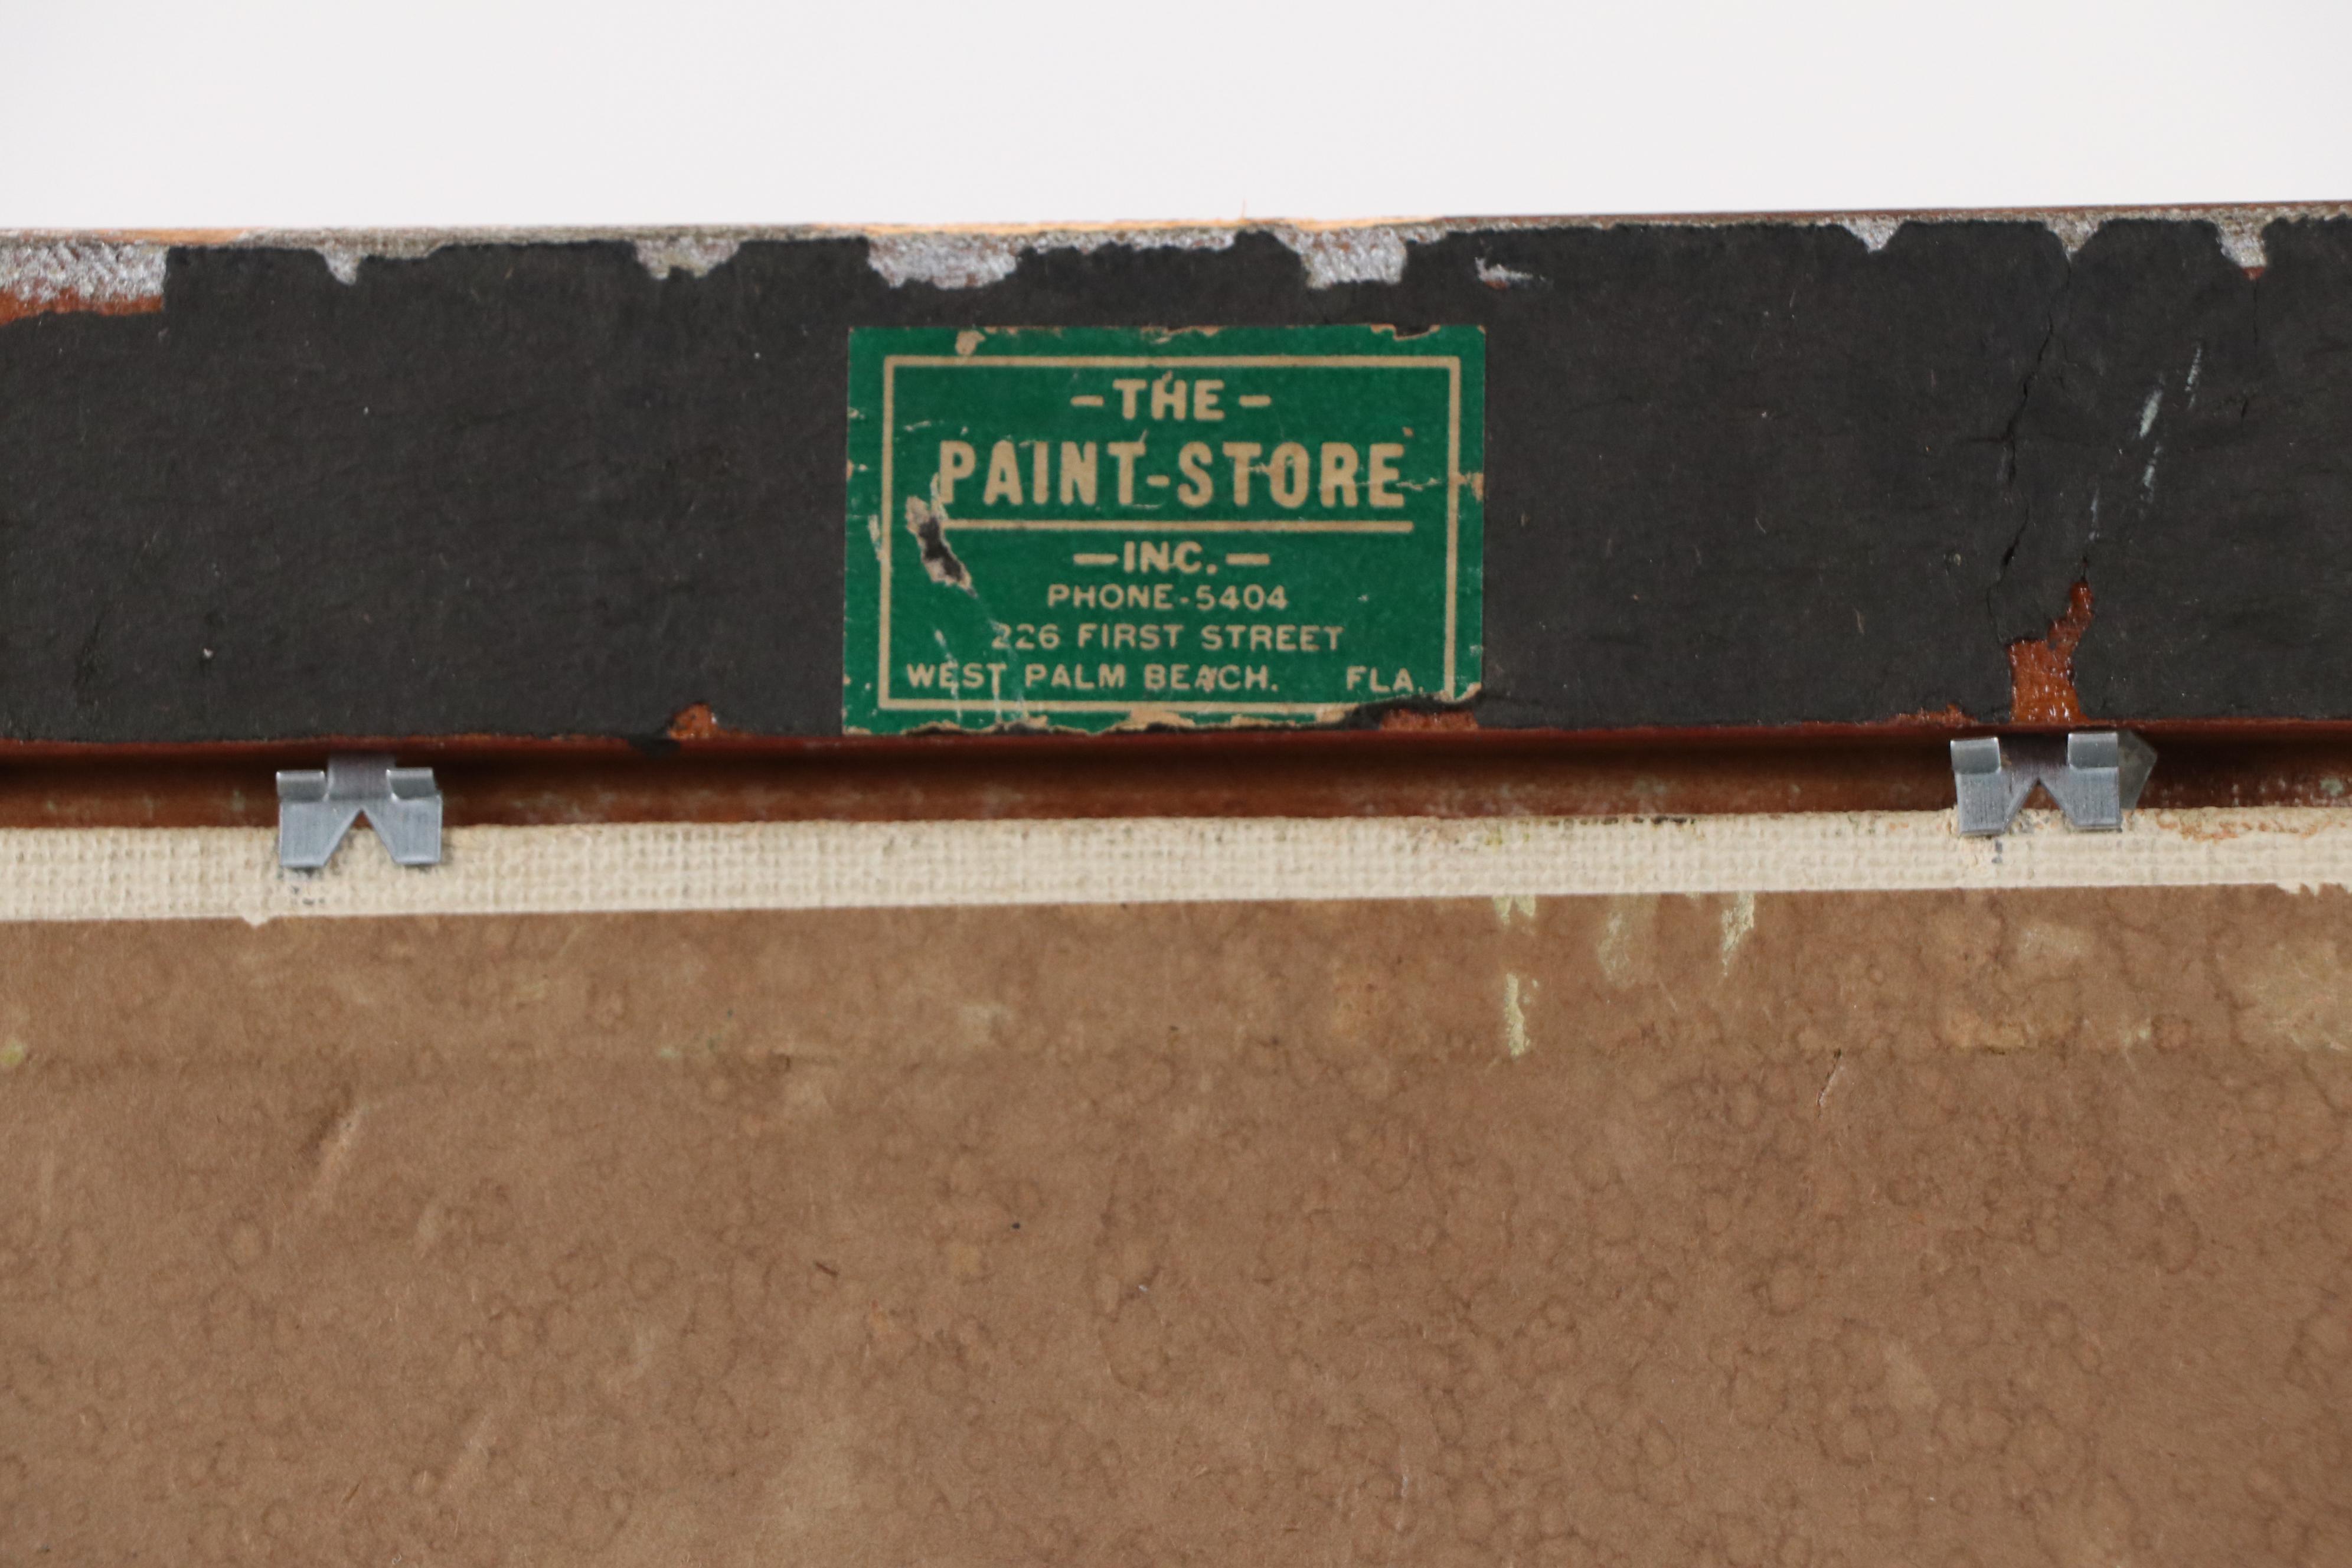 -THE-
PAINT-STORE
-INC.-
PHONE-5404
226 FIRST STREET
WEST PALM BEACH. FLA.